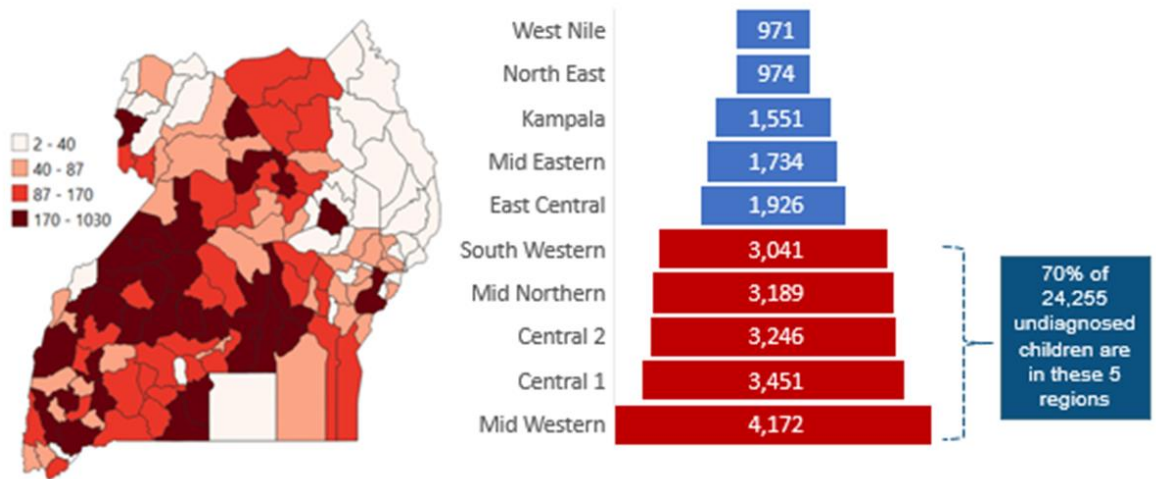 2 - 40
40 - 87
87 - 170
170 - 1030
West Nile 971
North East 974
Kampala 1,551
Mid Eastern 1,734
East Central 1,926
South Western 3,041
Mid Northern 3,189
Central 2 3,246
Central 1 3,451
Mid Western 4,172
70% of
24,255
undiagnosed
children are
in these 5
regions